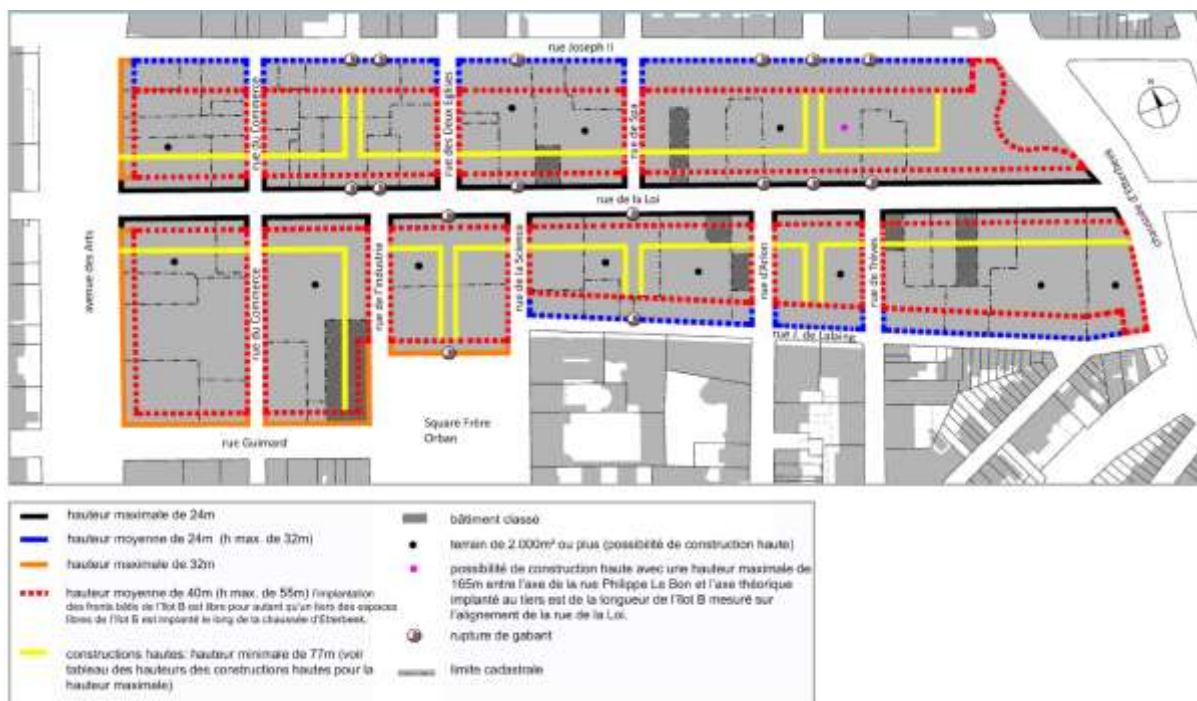 rue Joseph II
rue du Commerce
rue des Deux Eglises
rue de Spa
N
rue de la Loi
chaussée d'Etterbeek
avenue des Arts
rue du Commerce
rue de l'Industrie
rue de la Science
rue d'Arlon
rue de Trèves
rue J. de Lalaing
Square Frère
Orban
rue Guimard
hauteur maximale de 24m
hauteur moyenne de 24m (h max. de 32m)
hauteur maximale de 32m
hauteur moyenne de 40m (h max. de 55m) l'implantation
des fronts bâtis de l'îlot B est libre pour autant qu'un tiers des espaces
libres de l'îlot B est implanté le long de la chaussée d'Etterbeek.
constructions hautes: hauteur minimale de 77m (voir
tableau des hauteurs des constructions hautes pour la
hauteur maximale)
bâtiment classé
terrain de 2.000m² ou plus (possibilité de construction haute)
possibilité de construction haute avec une hauteur maximale de
165m entre l'axe de la rue Philippe Le Bon et l'axe théorique
implanté au tiers est de la longueur de l'îlot B mesuré sur
l'alignement de la rue de la Loi.
rupture de gabarit
limite cadastrale